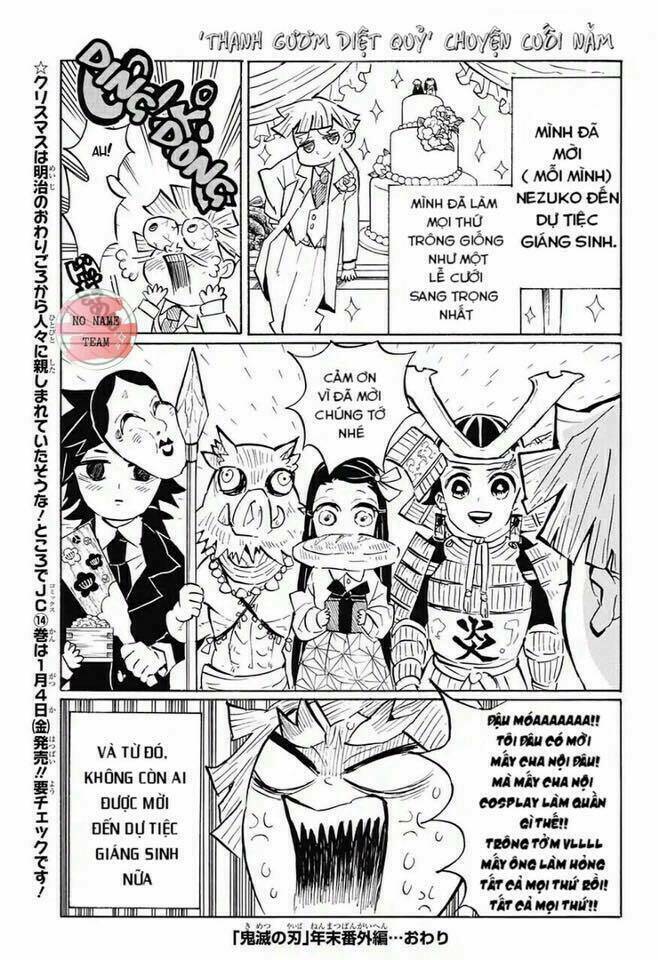 'THANH GƯƠM DIỆT QUỶ' CHUYỆN CUỐI NĂM
MÌNH ĐÃ
MỜI
( MỖI MÌNH)
NEZUKO ĐẾN
DỰ TIỆC
GIÁNG SINH.
MÌNH ĐÃ LÀM
MỌI THỨ
TRÔNG GIỐNG
NHƯ MỘT
LỄ CƯỚI
SANG TRỌNG
NHẤT
DING
DONG
AH!
NO NAME
TEAM
CẢM ƠN
VÌ ĐÃ MỜI
CHÚNG TỚ
NHÉ
炎
ĐẬU MÓAAAAAAA!!
TÔI ĐÂU CÓ MỜI
MẤY CHA NỘI ĐÂU!
MÀ MẤY CHA NỘI
COSPLAY LÀM QUẦN
GÌ THẾ!!
TRÔNG TỞM VLLLL
MẤY ÔNG LÀM HỎNG
TẤT CẢ MỌI THỨ RỒI!
TẤT CẢ MỌI THỨ ĐÓ!!
VÀ TỪ ĐÓ,
KHÔNG CÒN AI
ĐƯỢC MỜI
ĐẾN DỰ TIỆC
GIÁNG SINH
NỮA
☆クリスマスは明治のおわりごろから人々に親しまれていたそうな!ところでJC⑭巻は1月4日(金)発売!!要チェックです!
「鬼滅の刃」年末番外編…おわり